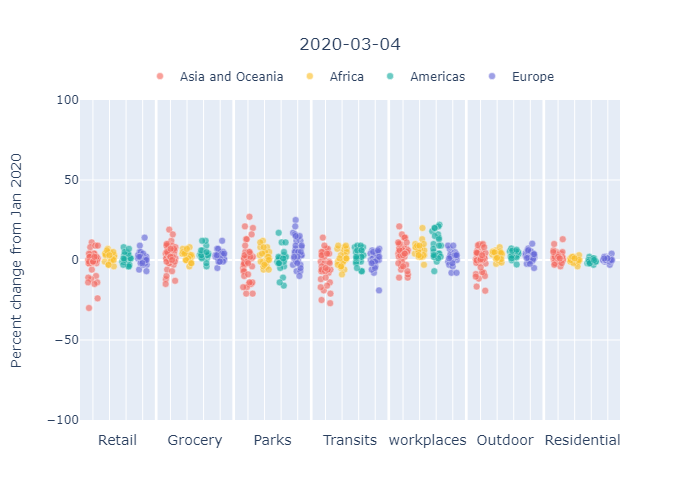 2020-03-04
Asia and Oceania Africa Americas Europe
Percent change from Jan 2020
100
50
0
−50
−100
Retail Grocery Parks Transits workplaces Outdoor Residential